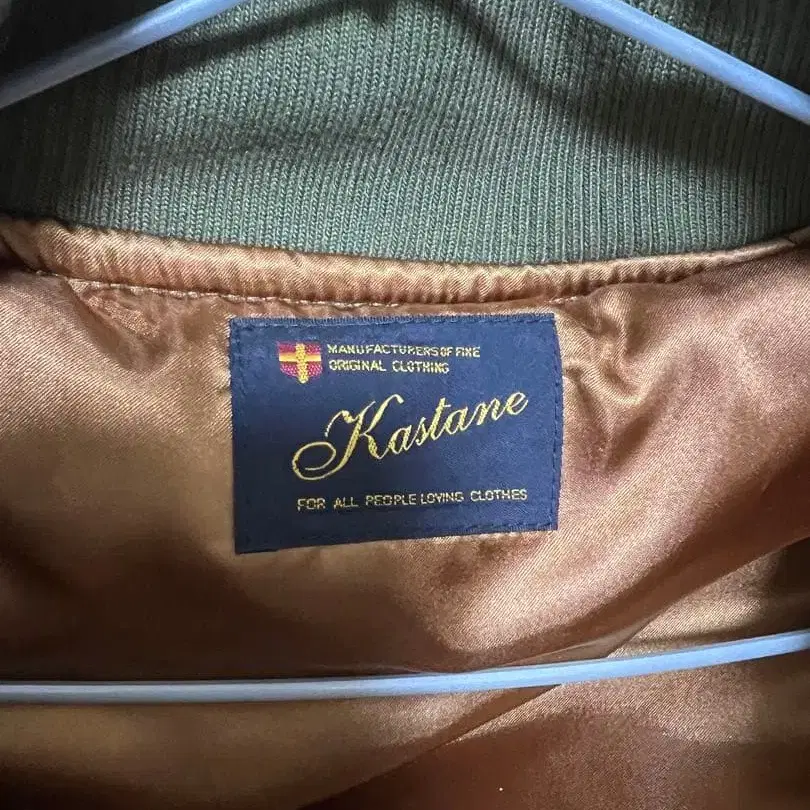 MANUFACTURERS OF FINE
ORIGINAL CLOTHING
Kastane
FOR ALL PEOPLE LOVING CLOTHES